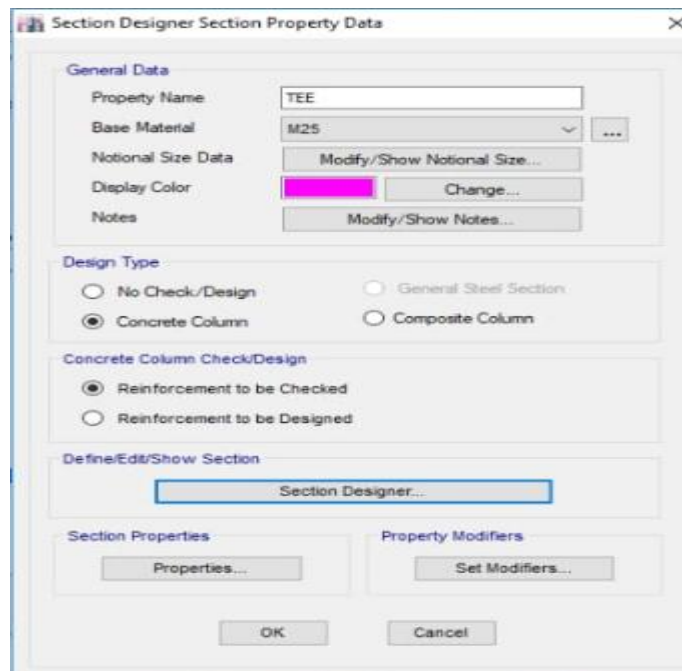 Section Designer Section Property Data
General Data
Property Name TEE
Base Material M25 ...
Notional Size Data Modify/Show Notional Size...
Display Color Change...
Notes Modify/Show Notes...
Design Type
No Check/Design General Steel Section
Concrete Column Composite Column
Concrete Column Check/Design
Reinforcement to be Checked
Reinforcement to be Designed
Define/Edit/Show Section
Section Designer...
Section Properties Property Modifiers
Properties... Set Modifiers...
OK Cancel